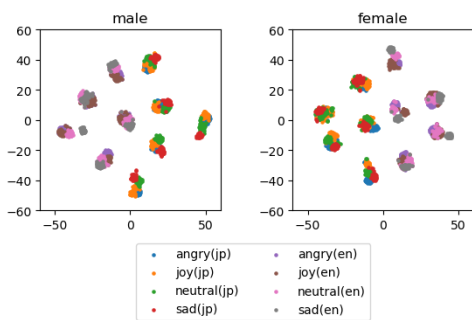 male
female
60
40
20
0
−20
−40
−60
−50
0
50
60
40
20
0
−20
−40
−60
−50
0
50
angry(jp)
joy(jp)
neutral(jp)
sad(jp)
angry(en)
joy(en)
neutral(en)
sad(en)